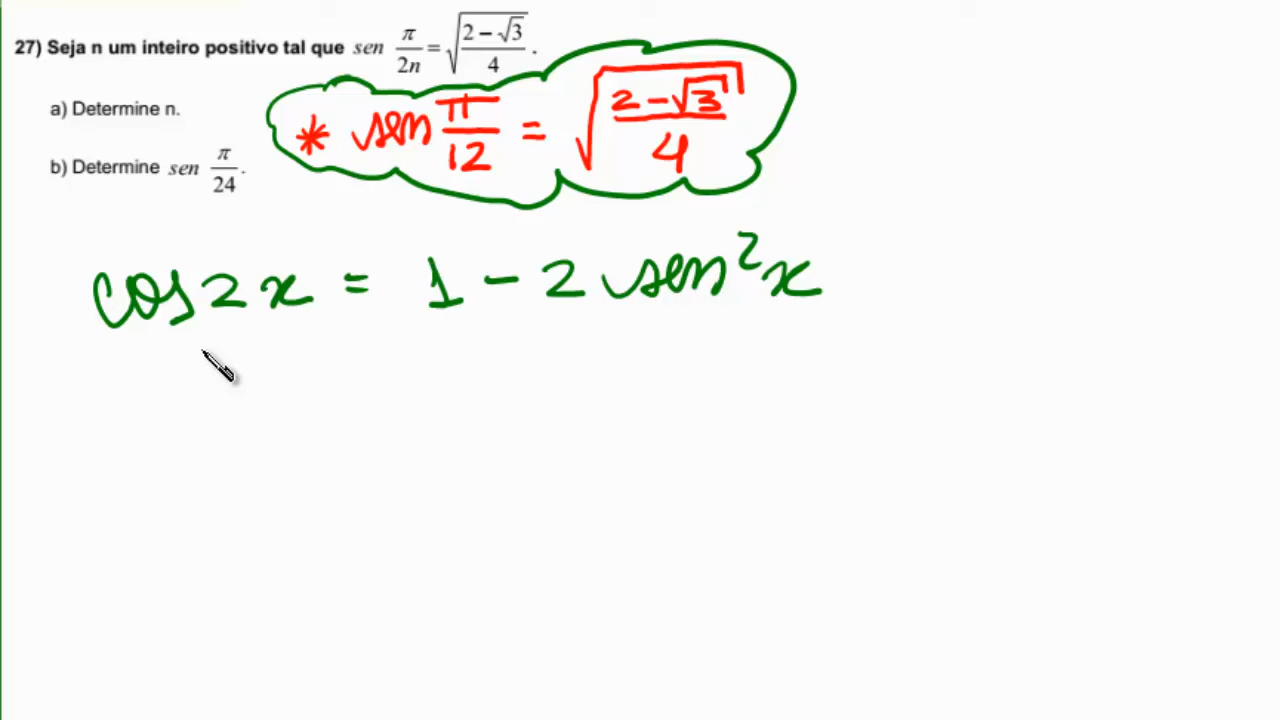 27) Seja n um inteiro positivo tal que sen π/2n = √((2 − √3)/4) .
a) Determine n.
* sen π/12 = √((2 − √3)/4)
b) Determine sen π/24.
cos 2x = 1 − 2 sen²x